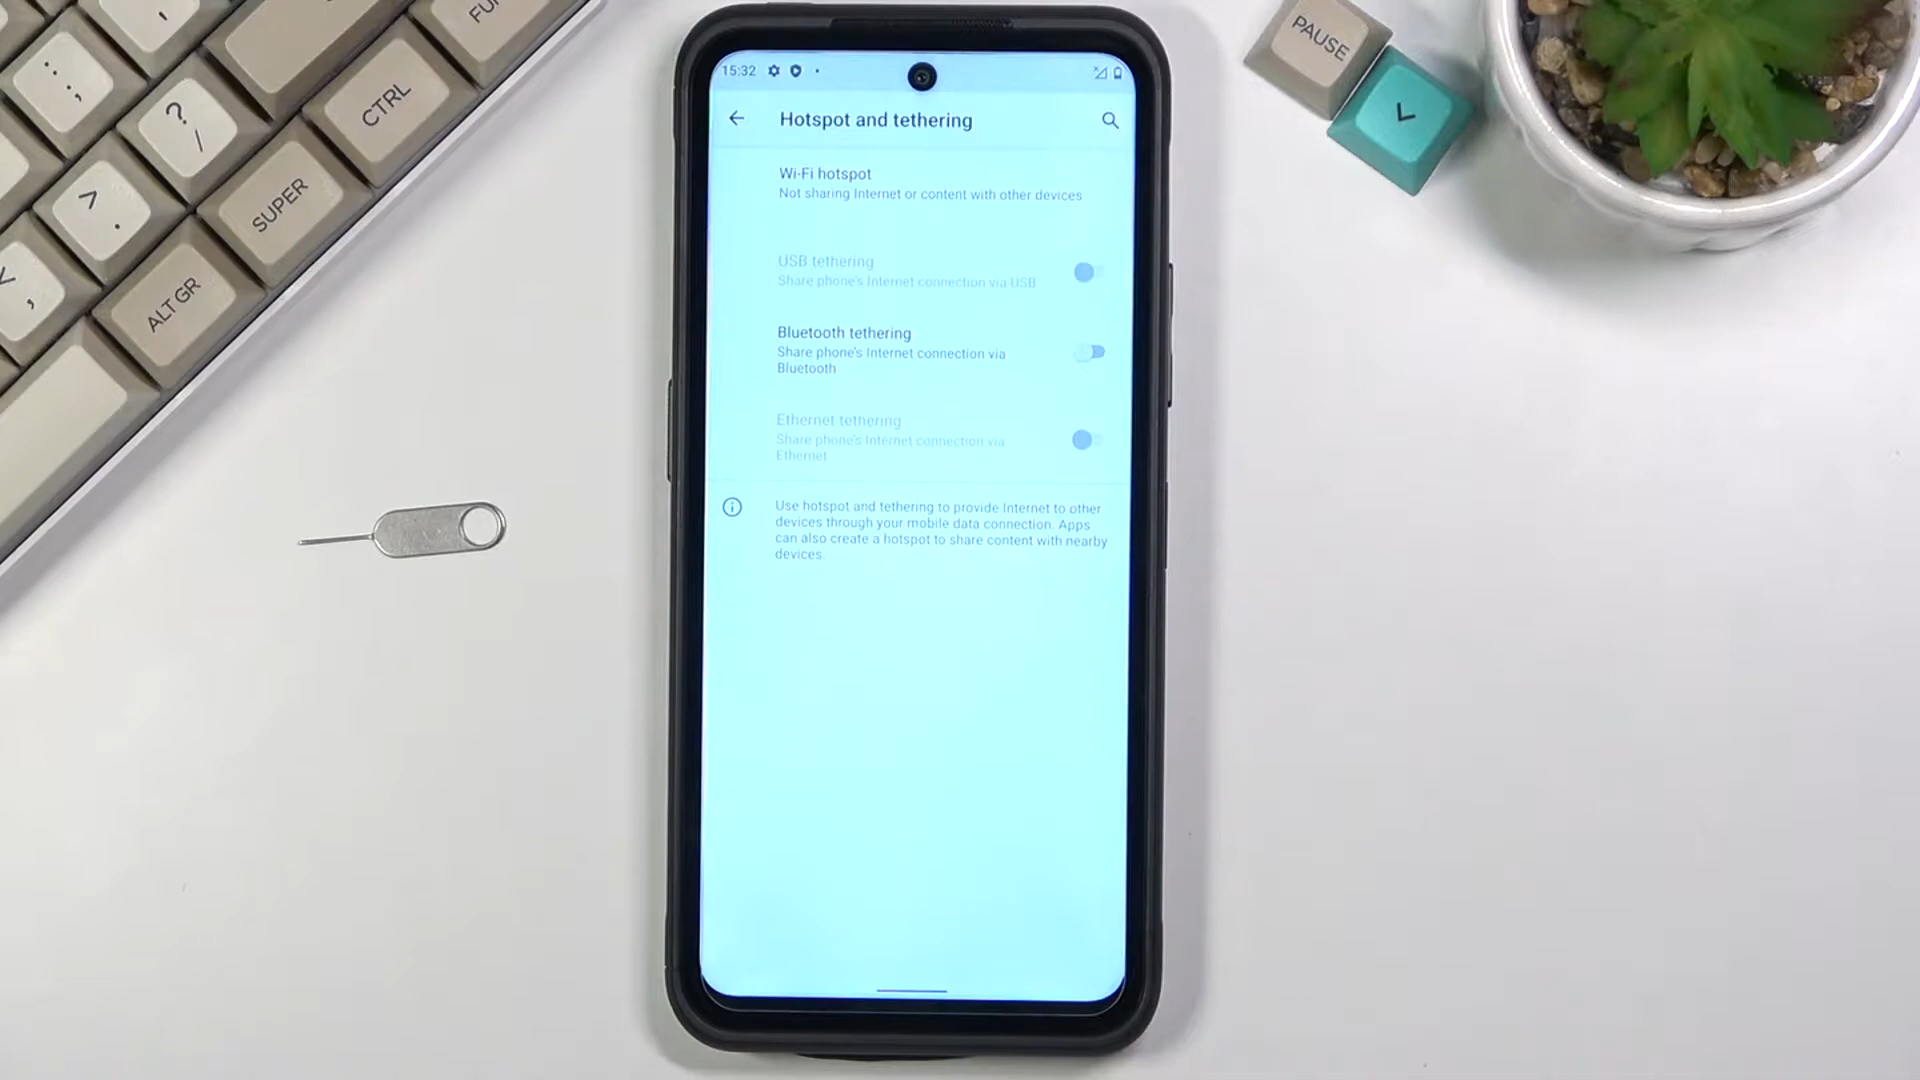 PAUSE
FUN
CTRL
? /
SUPER
> .
ALT GR
< ,
: ;
15:32
Hotspot and tethering
Wi-Fi hotspot
Not sharing Internet or content with other devices
USB tethering
Share phone's Internet connection via USB
Bluetooth tethering
Share phone's Internet connection via
Bluetooth
Ethernet tethering
Share phone's Internet connection via
Ethernet
Use hotspot and tethering to provide Internet to other
devices through your mobile data connection. Apps
can also create a hotspot to share content with nearby
devices.